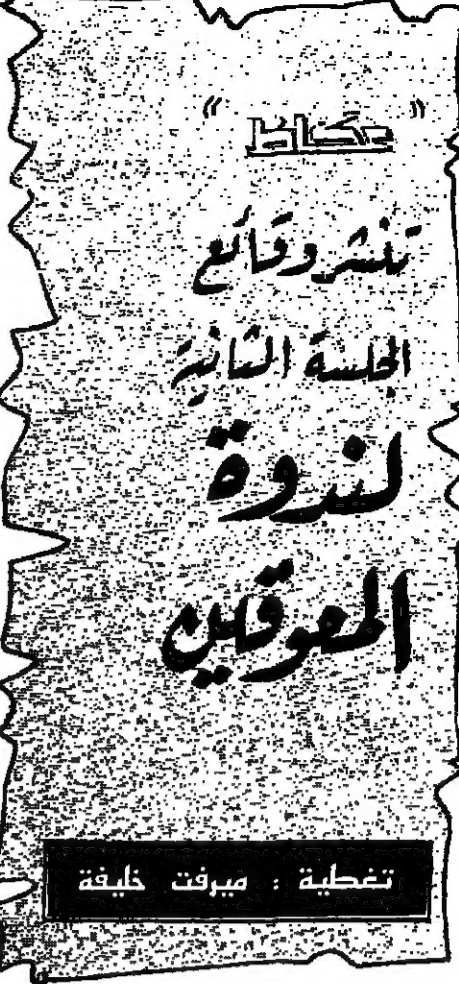 " عكاظ "
تنشر وقائع
الجلسة الثانية
لندوة
المعوقين
تغطية : ميرفت خليفة